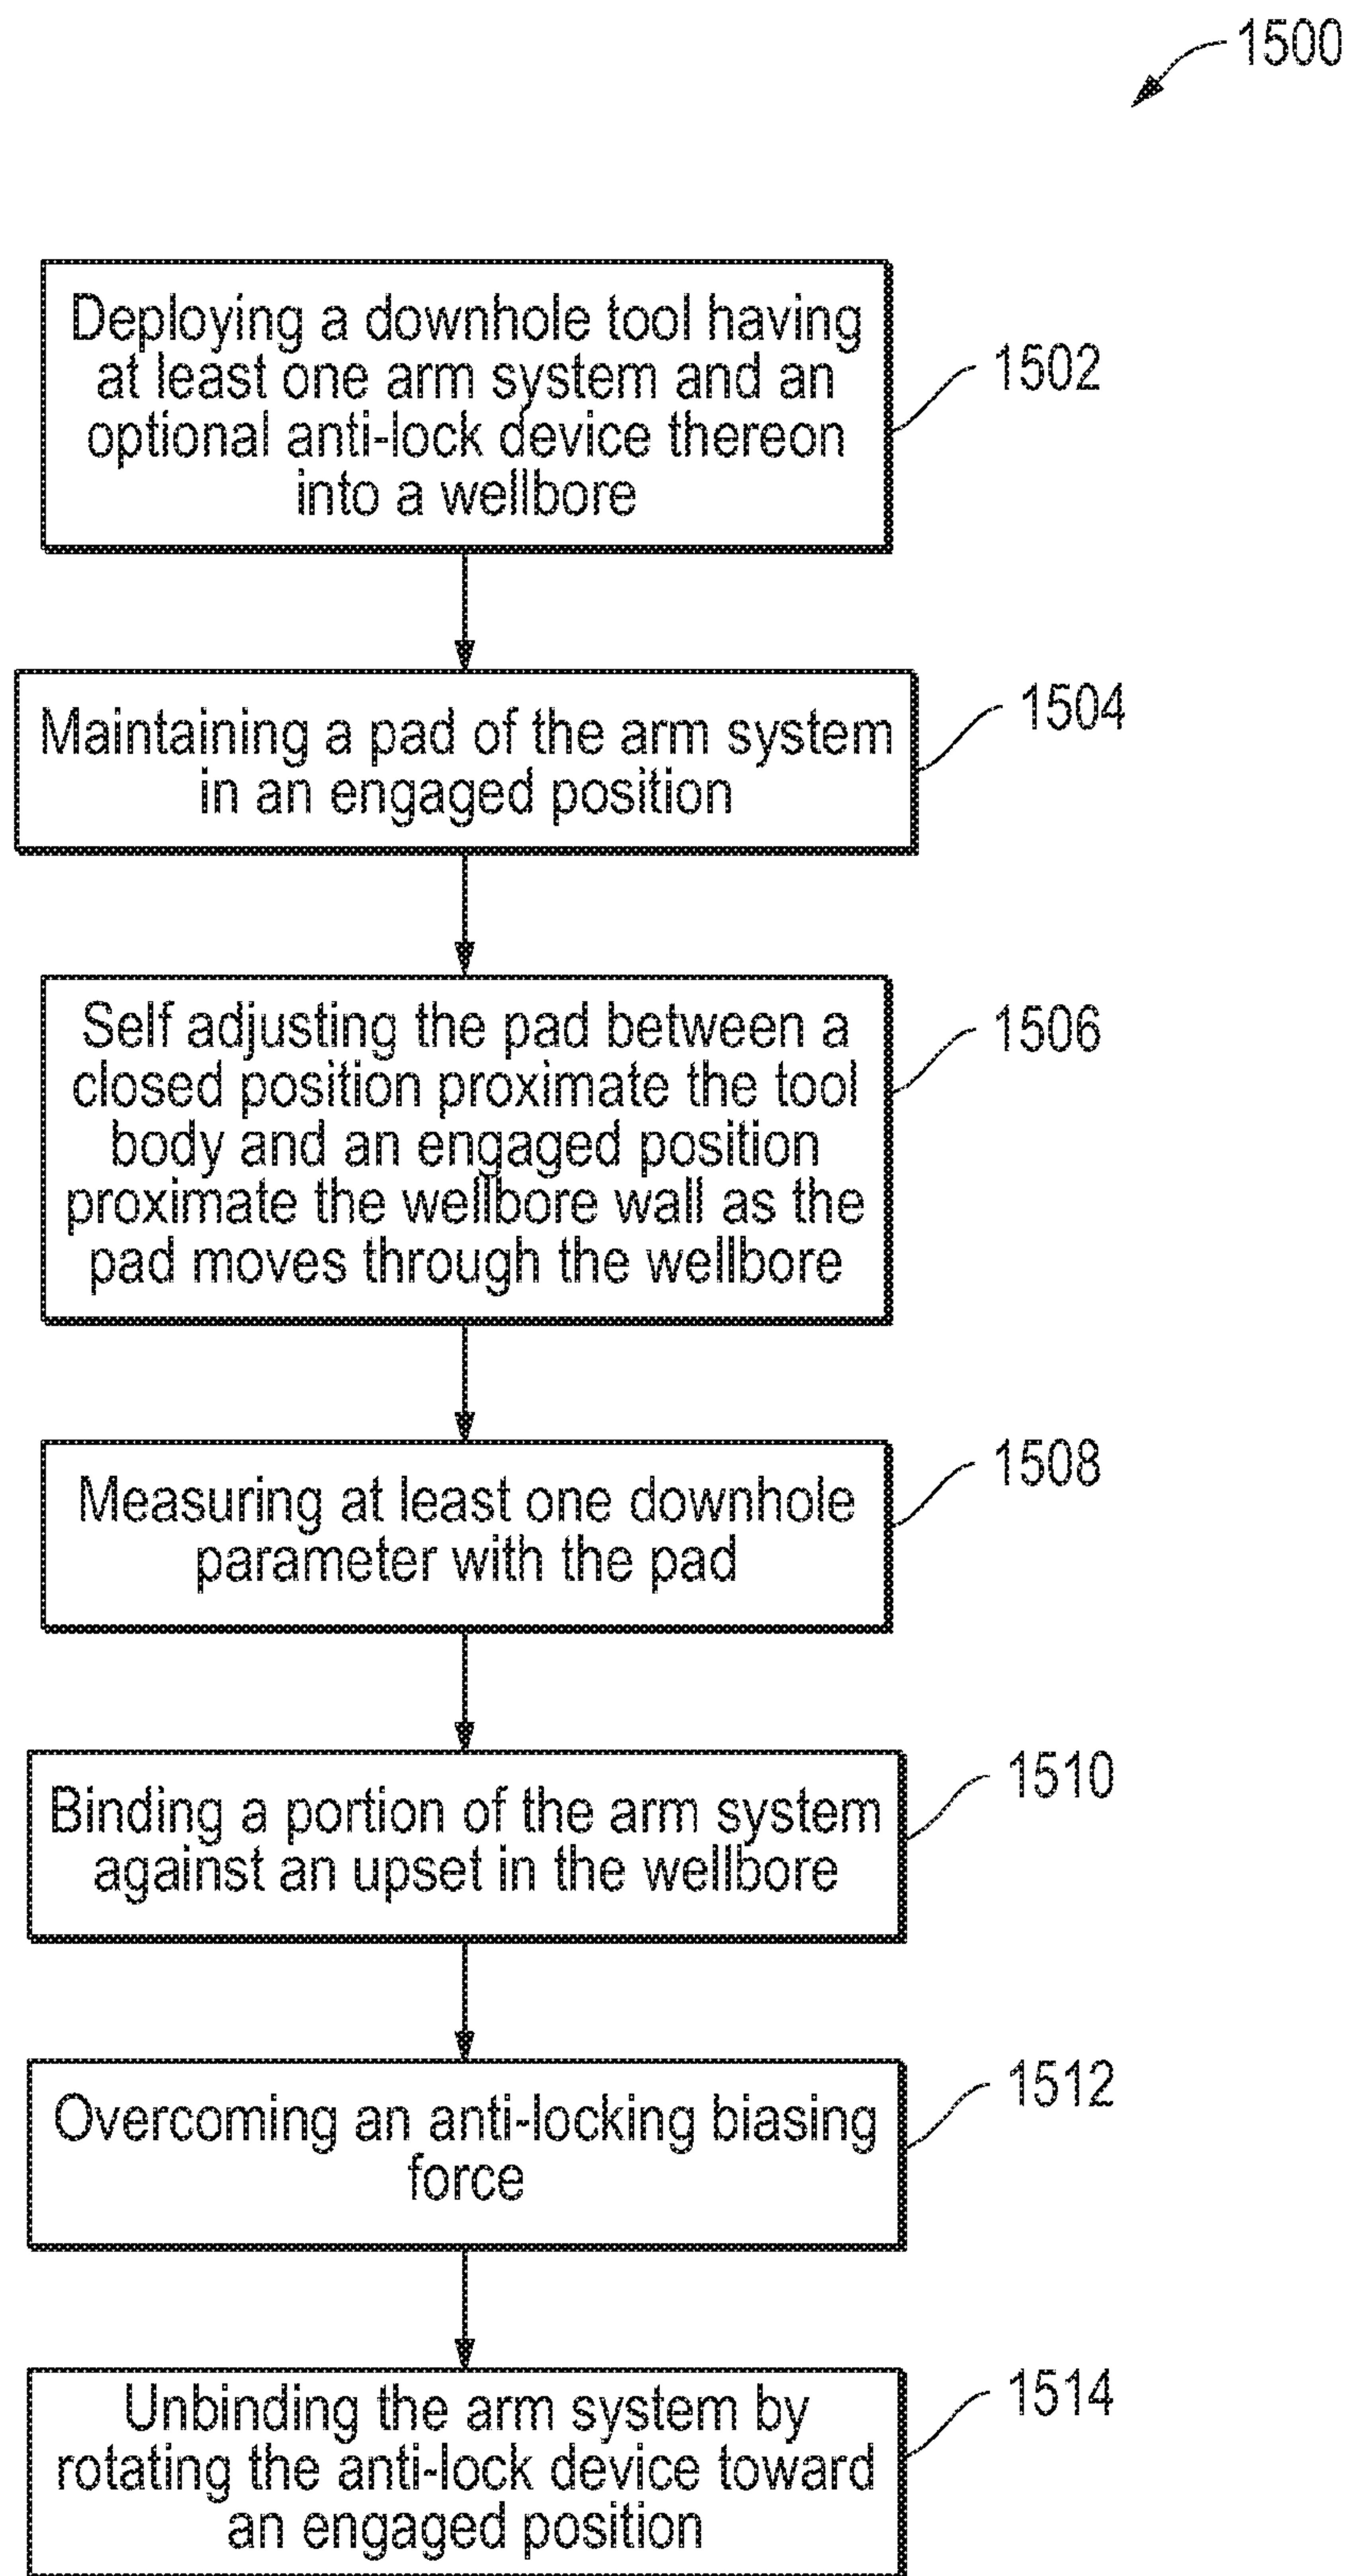 1500
Deploying a downhole tool having
at least one arm system and an
optional anti-lock device thereon
into a wellbore
1502
Maintaining a pad of the arm system
in an engaged position
1504
Self adjusting the pad between a
closed position proximate the tool
body and an engaged position
proximate the wellbore wall as the
pad moves through the wellbore
1506
Measuring at least one downhole
parameter with the pad
1508
Binding a portion of the arm system
against an upset in the wellbore
1510
Overcoming an anti-locking biasing
force
1512
Unbinding the arm system by
rotating the anti-lock device toward
an engaged position
1514